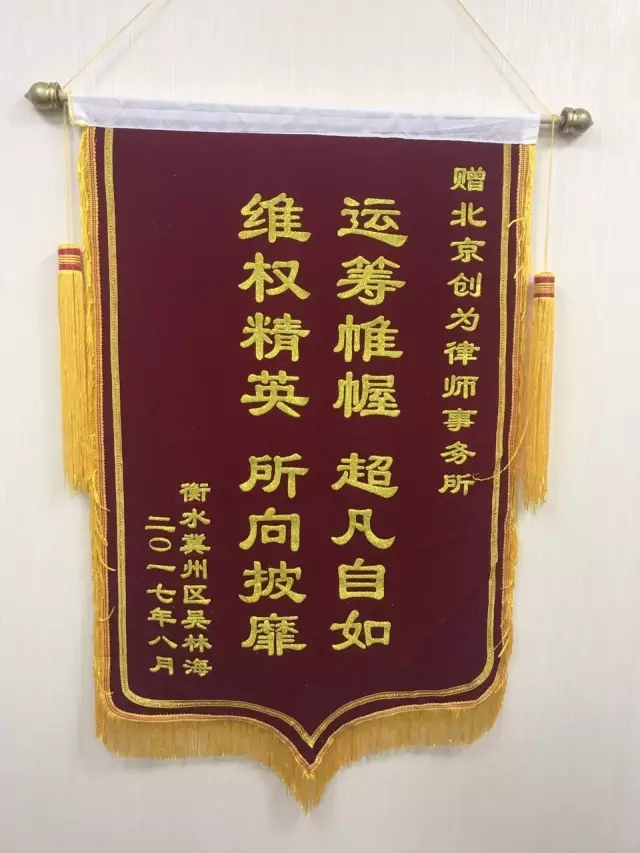 赠北京创为律师事务所
运筹帷幄 超凡自如
维权精英 所向披靡
衡水冀州区吴林海
二〇一七年八月